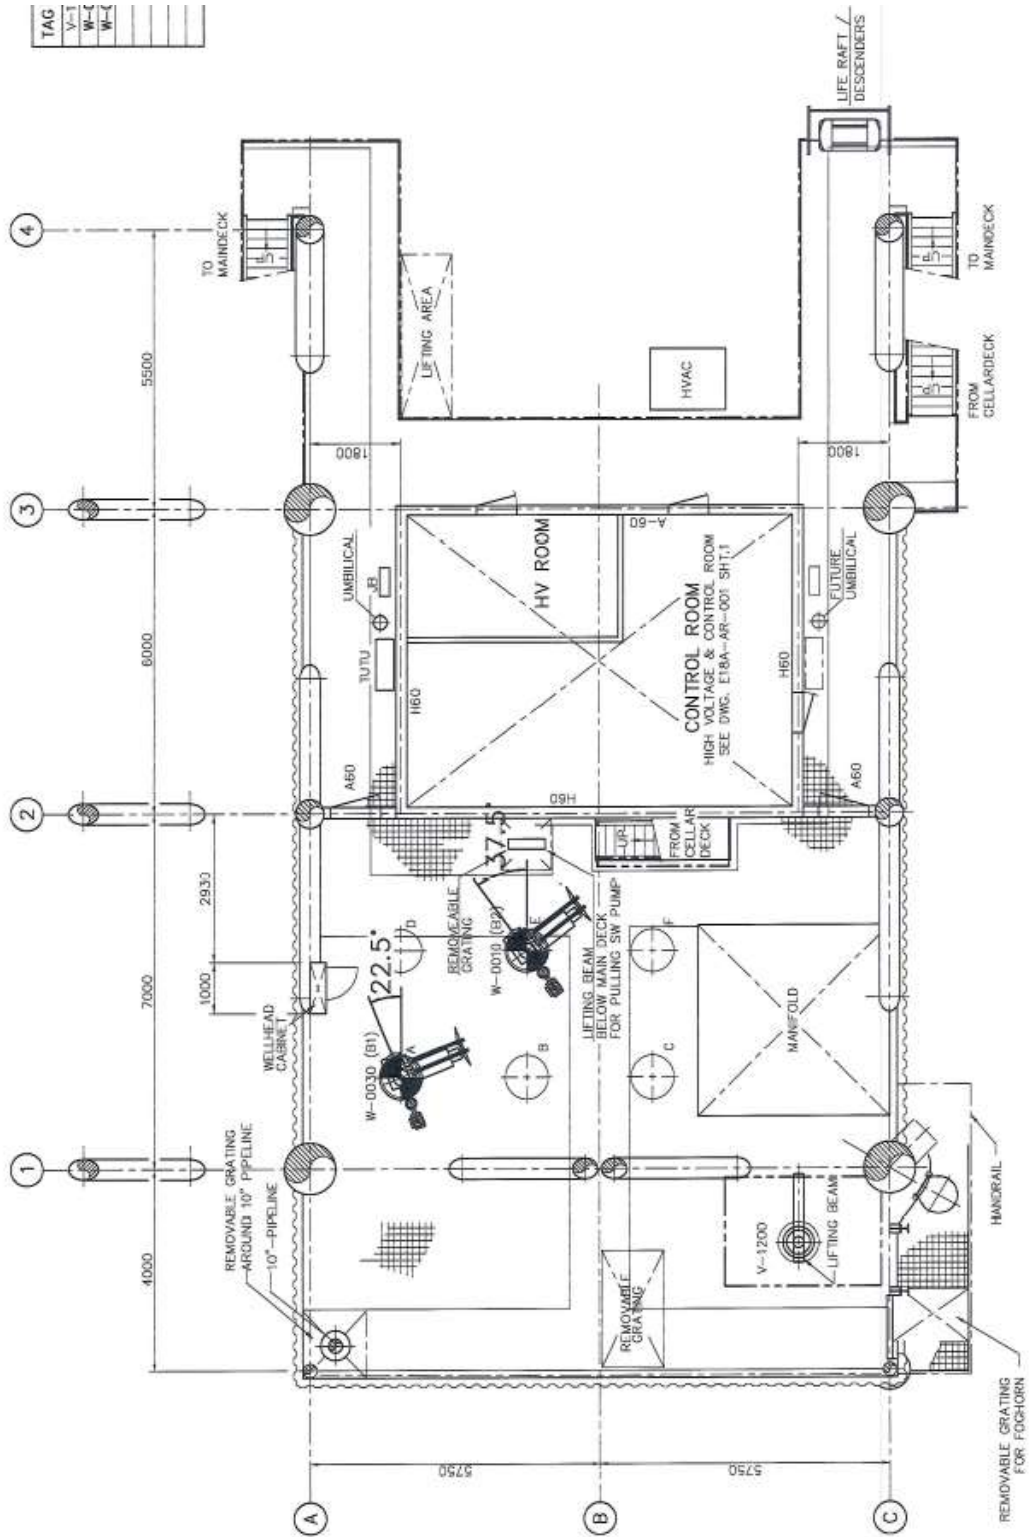 TAG
V-1
W-0
W-0
1
2
3
4
4000
7000
6000
5500
1000
2930
1800
1800
5750
5750
A
B
C
REMOVABLE GRATING
AROUND 10" PIPELINE
10"-PIPELINE
WELLHEAD
CABINET
W-0030 (B1)
22.5°
W-0010 (B2)
37.5°
A
B
C
D
E
F
REMOVEABLE
GRATING
LIFTING BEAM
BELOW MAIN DECK
FOR PULLING SW PUMP
UP
FROM
CELLAR
DECK
MANIFOLD
V-1200
LIFTING BEAM
REMOVABLE
GRATING
HANDRAIL
REMOVABLE GRATING
FOR FOGHORN
A60
A60
TUTU
UMBILICAL
JB
H60
H60
H60
A-60
HV ROOM
CONTROL ROOM
HIGH VOLTAGE & CONTROL ROOM
SEE DWG. E18A-AR-001 SHT.1
FUTURE
UMBILICAL
TO
MAINDECK
LIFTING AREA
HVAC
FROM
CELLARDECK
TO
MAINDECK
LIFE RAFT /
DESCENDERS